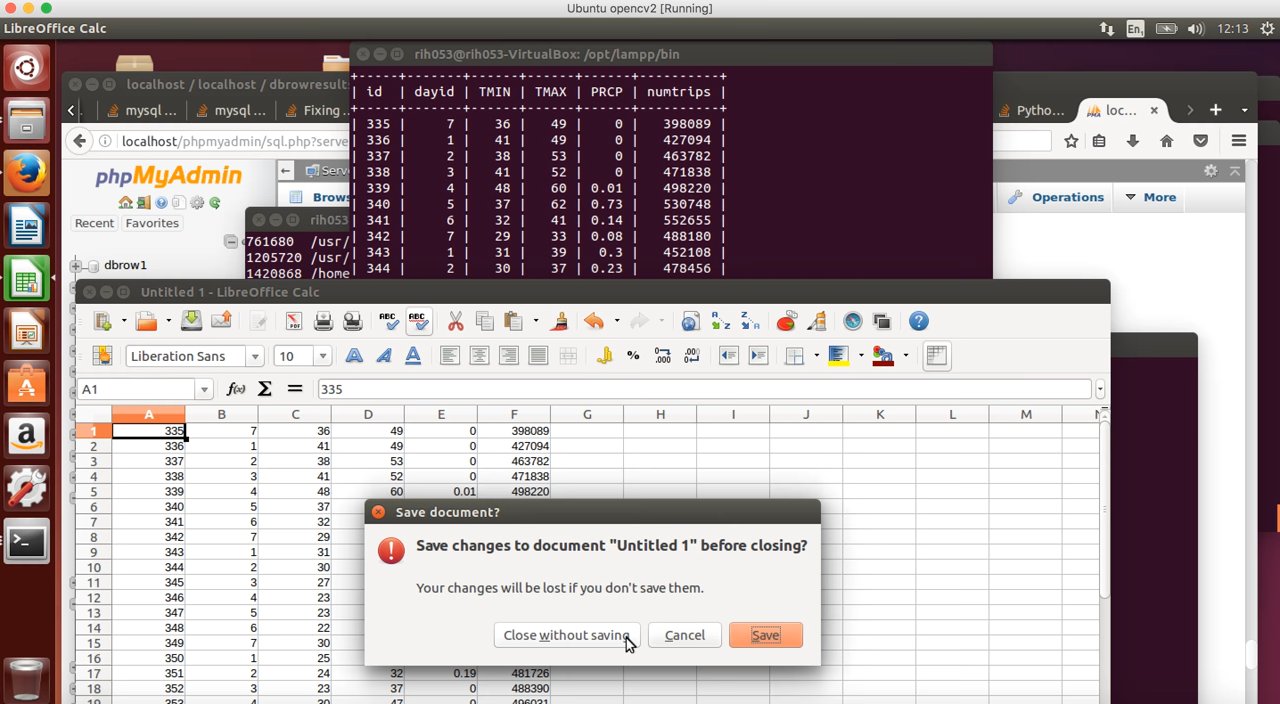 Ubuntu opencv2 [Running]
LibreOffice Calc
En1
12:13
rih053@rih053-VirtualBox: /opt/lampp/bin
+-----+-------+------+------+------+----------+
| id | dayid | TMIN | TMAX | PRCP | numtrips |
+-----+-------+------+------+------+----------+
| 335 | 7 | 36 | 49 | 0 | 398089 |
| 336 | 1 | 41 | 49 | 0 | 427094 |
| 337 | 2 | 38 | 53 | 0 | 463782 |
| 338 | 3 | 41 | 52 | 0 | 471838 |
| 339 | 4 | 48 | 60 | 0.01 | 498220 |
| 340 | 5 | 37 | 62 | 0.73 | 530748 |
| 341 | 6 | 32 | 41 | 0.14 | 552655 |
| 342 | 7 | 29 | 33 | 0.08 | 488180 |
| 343 | 1 | 31 | 39 | 0.3 | 452108 |
| 344 | 2 | 30 | 37 | 0.23 | 478456 |
localhost / localhost / dbrowresult
mysql ... mysql ... Fixing
Pytho... loc...
localhost/phpmyadmin/sql.php?serve
phpMyAdmin
Recent Favorites
dbrow1
Serv
Brows
Operations More
rih053
761680 /usr/
1205720 /usr/
1420868 /home
Untitled 1 - LibreOffice Calc
Liberation Sans 10
A1 335
A B C D E F G H I J K L M
1 335 7 36 49 0 398089
2 336 1 41 49 0 427094
3 337 2 38 53 0 463782
4 338 3 41 52 0 471838
5 339 4 48 60 0.01 498220
6 340 5 37
7 341 6 32
8 342 7 29
9 343 1 31
10 344 2 30
11 345 3 27
12 346 4 23
13 347 5 23
14 348 6 22
15 349 7 30
16 350 1 25
17 351 2 24 32 0.19 481726
18 352 3 23 37 0 488390
19 353 4 30 47 0 496031
Save document?
Save changes to document "Untitled 1" before closing?
Your changes will be lost if you don't save them.
Close without saving
Cancel
Save